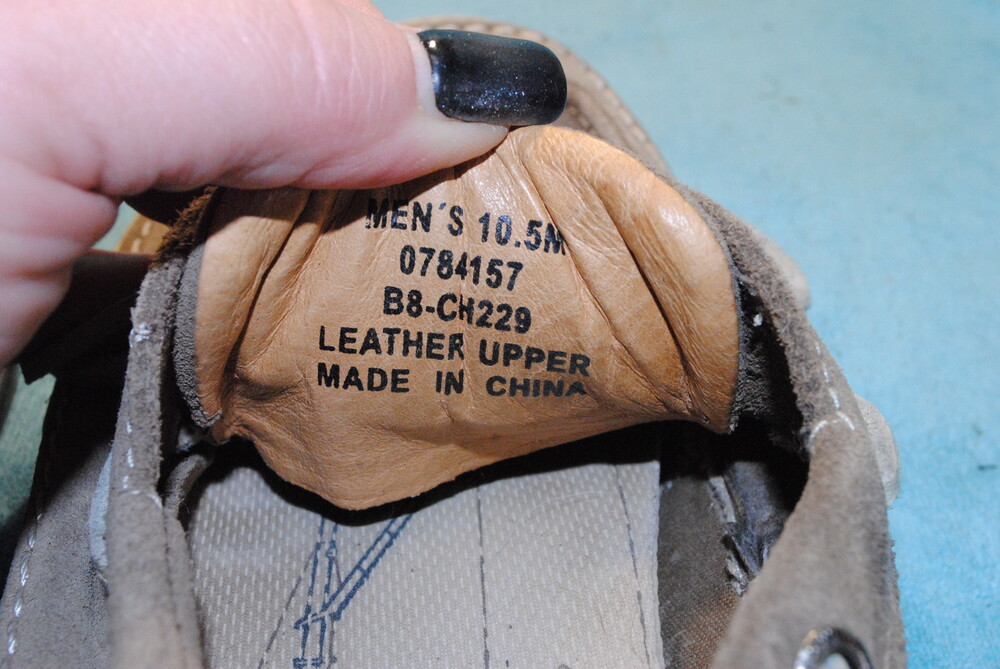 MEN´S 10.5M
0784157
B8-CH229
LEATHER UPPER
MADE IN CHINA